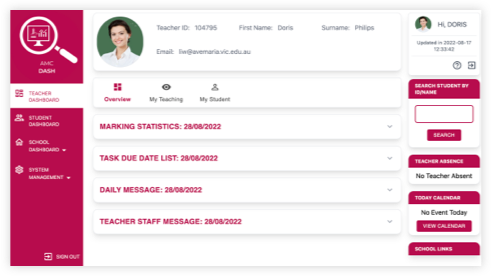 AMC
DASH
TEACHER
DASHBOARD
STUDENT
DASHBOARD
SCHOOL
DASHBOARD
SYSTEM
MANAGEMENT
SIGN OUT
Teacher ID: 104795 First Name: Doris Surname: Philips
Email: liw@avemaria.vic.edu.au
Overview My Teaching My Student
MARKING STATISTICS: 28/08/2022
TASK DUE DATE LIST: 28/08/2022
DAILY MESSAGE: 28/08/2022
TEACHER STAFF MESSAGE: 28/08/2022
Hi, DORIS
Updated in 2022-08-17
12:33:42
SEARCH STUDENT BY
ID/NAME
SEARCH
TEACHER ABSENCE
No Teacher Absent
TODAY CALENDAR
No Event Today
VIEW CALENDAR
SCHOOL LINKS